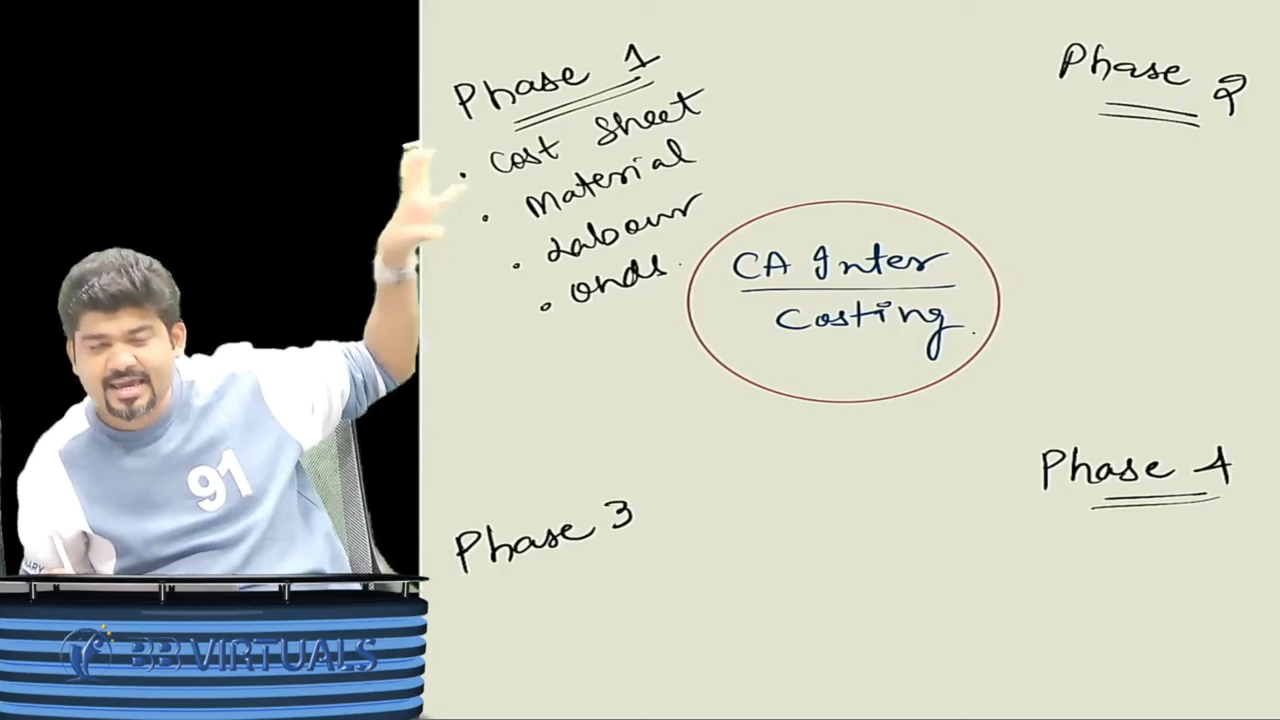 Phase 1
• Cost Sheet
• Material
• Labour
• OHDs.
Phase 2
CA Inter
Costing.
Phase 3
Phase 4
91
NARY
BB VIRTUALS